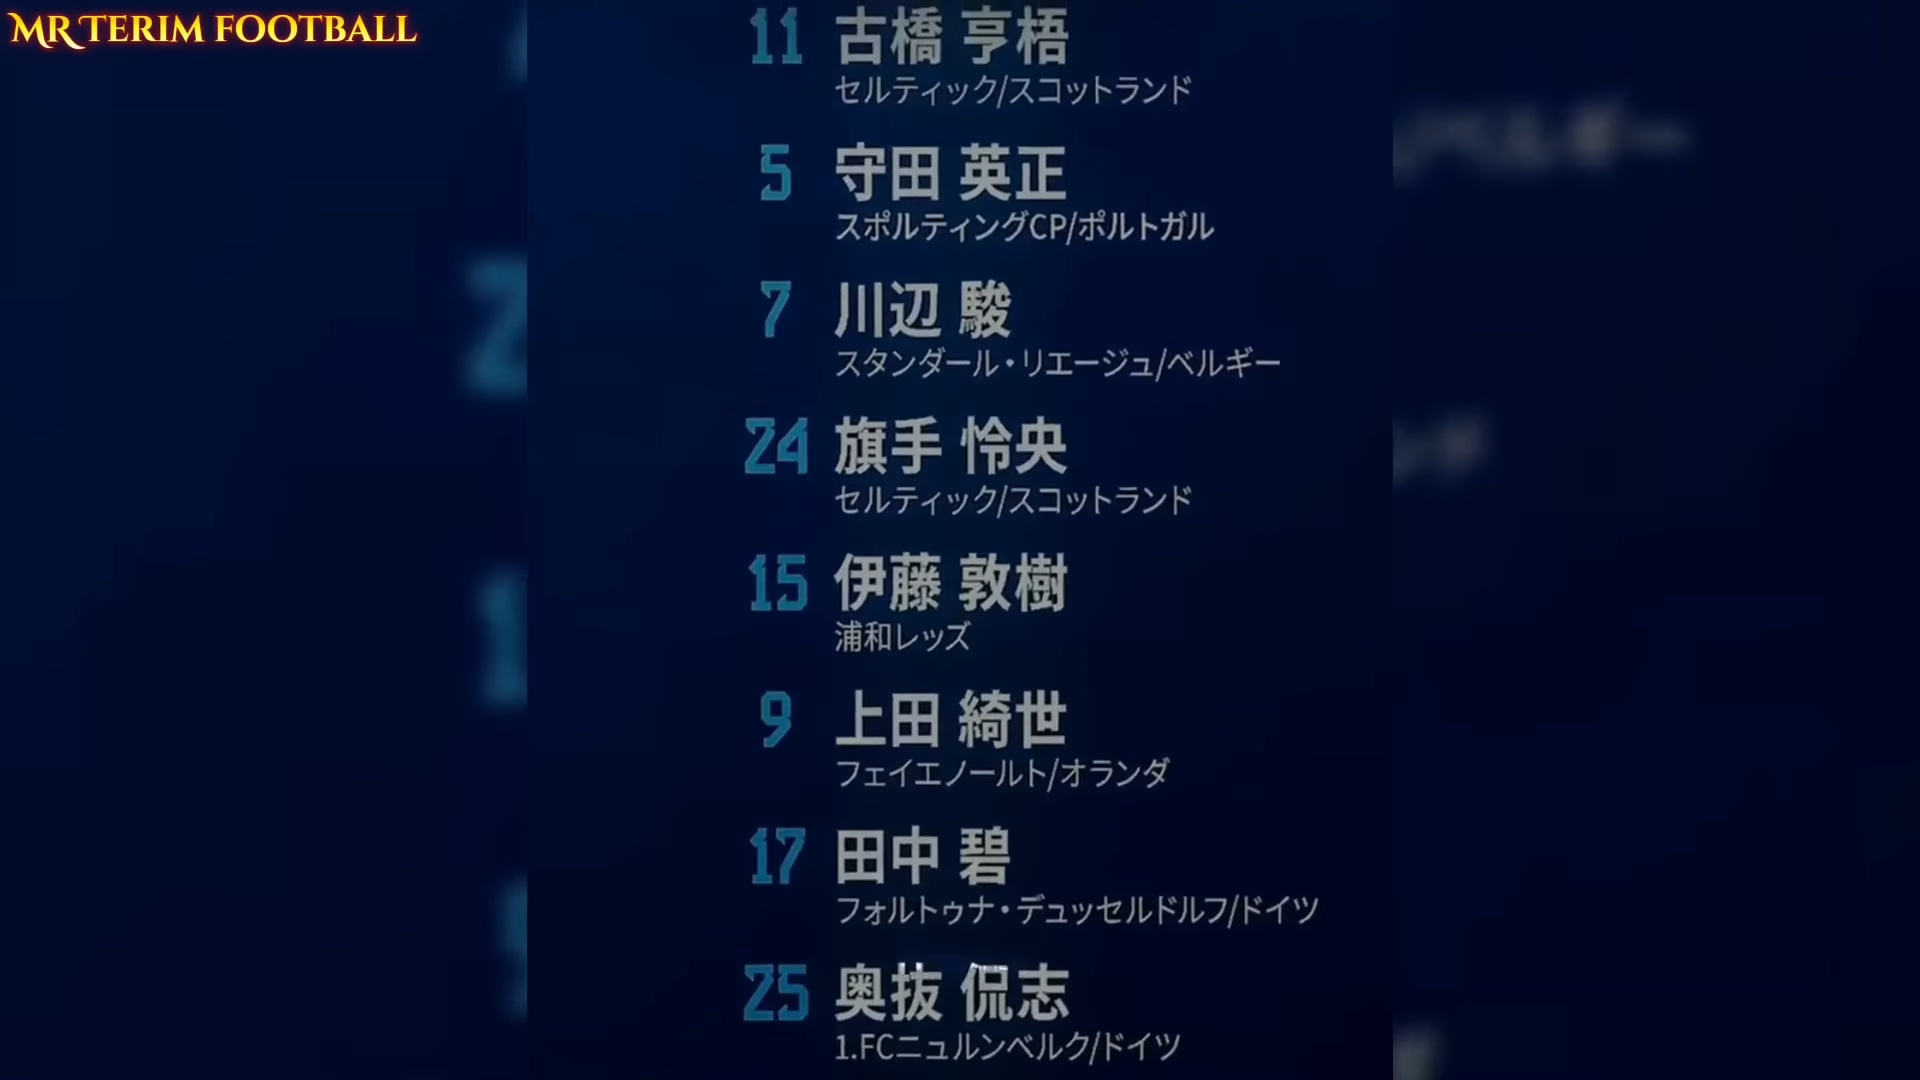 MR TERIM FOOTBALL
11 古橋 亨梧
セルティック/スコットランド
5 守田 英正
スポルティングCP/ポルトガル
7 川辺 駿
スタンダール・リエージュ/ベルギー
24 旗手 怜央
セルティック/スコットランド
15 伊藤 敦樹
浦和レッズ
9 上田 綺世
フェイエノールト/オランダ
17 田中 碧
フォルトゥナ・デュッセルドルフ/ドイツ
25 奥抜 侃志
1.FCニュルンベルク/ドイツ